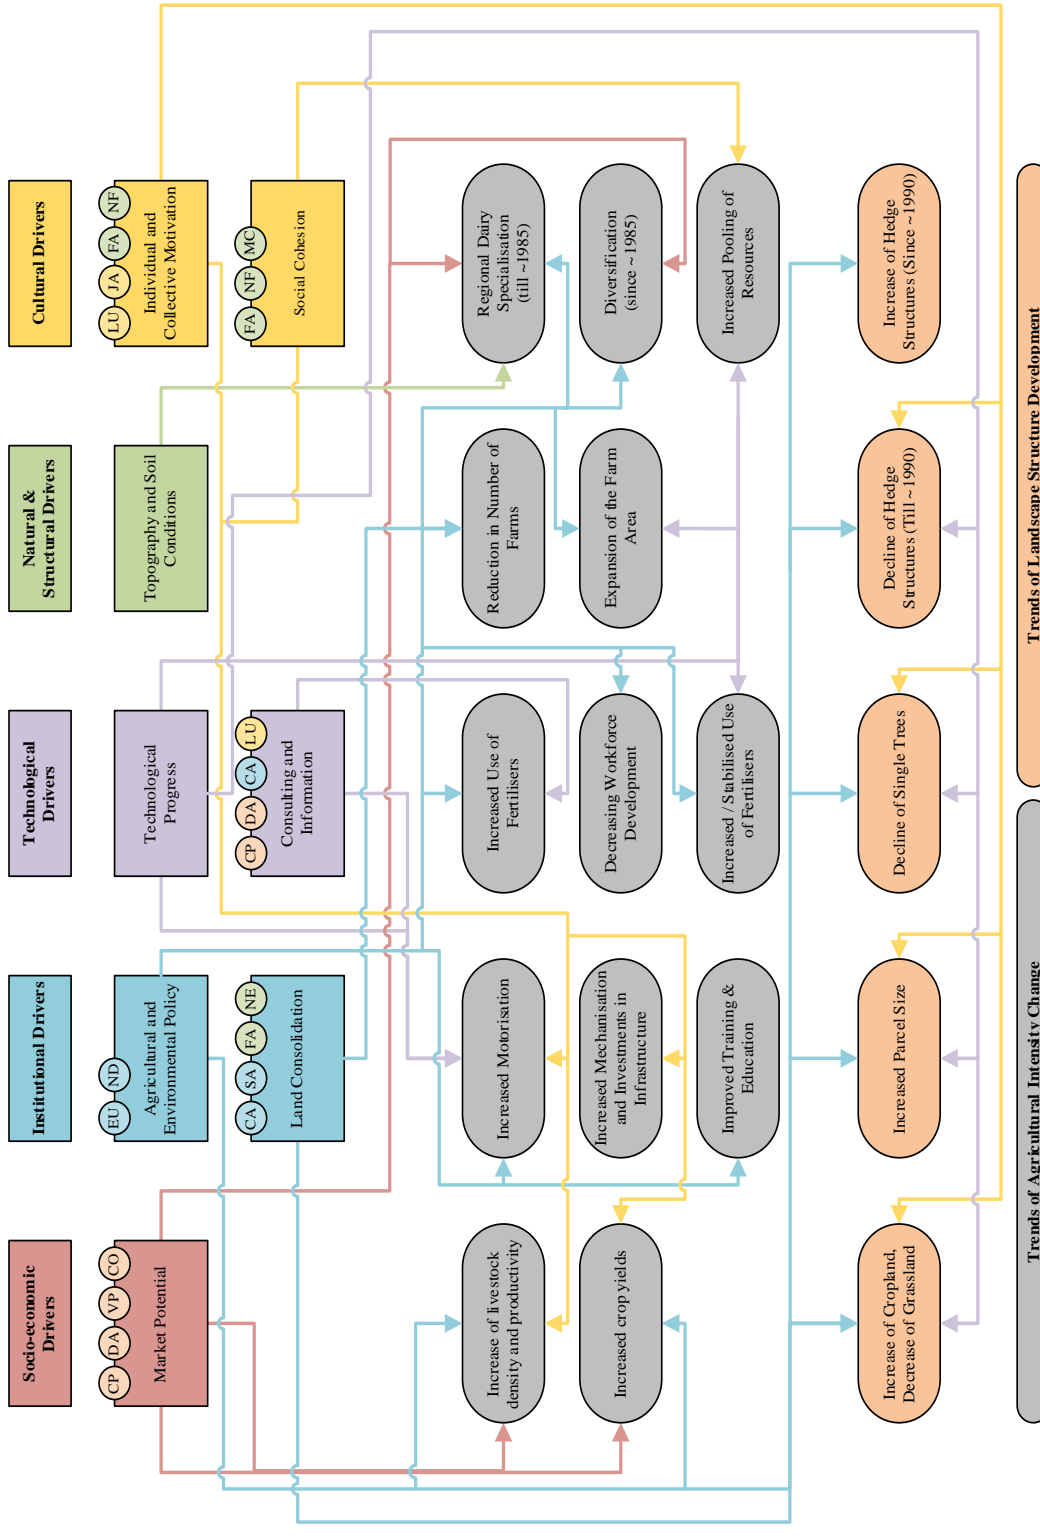 Socio-economic
Drivers
Institutional Drivers
Technological
Drivers
Natural &
Structural Drivers
Cultural Drivers
CP
DA
VP
CO
Market Potential
EU
ND
Agricultural and
Environmental Policy
CA
SA
FA
NE
Land Consolidation
Technological
Progress
CP
DA
CA
LU
Consulting and
Information
Topography and Soil
Conditions
LU
JA
FA
NF
Individual and
Collective Motivation
FA
NF
MC
Social Cohesion
Increase of livestock
density and productivity
Increased Motorisation
Increased Use of
Fertilisers
Reduction in Number of
Farms
Regional Dairy
Specialisation
(till ~1985)
Increased crop yields
Increased Mechanisation
and Investments in
Infrastructure
Decreasing Workforce
Development
Expansion of the Farm
Area
Diversification
(since ~1985)
Improved Training &
Education
Increased / Stabilised Use
of Fertilisers
Increased Pooling of
Resources
Increase of Cropland,
Decrease of Grassland
Increased Parcel Size
Decline of Single Trees
Decline of Hedge
Structures (Till ~1990)
Increase of Hedge
Structures (Since ~1990)
Trends of Agricultural Intensity Change
Trends of Landscape Structure Development